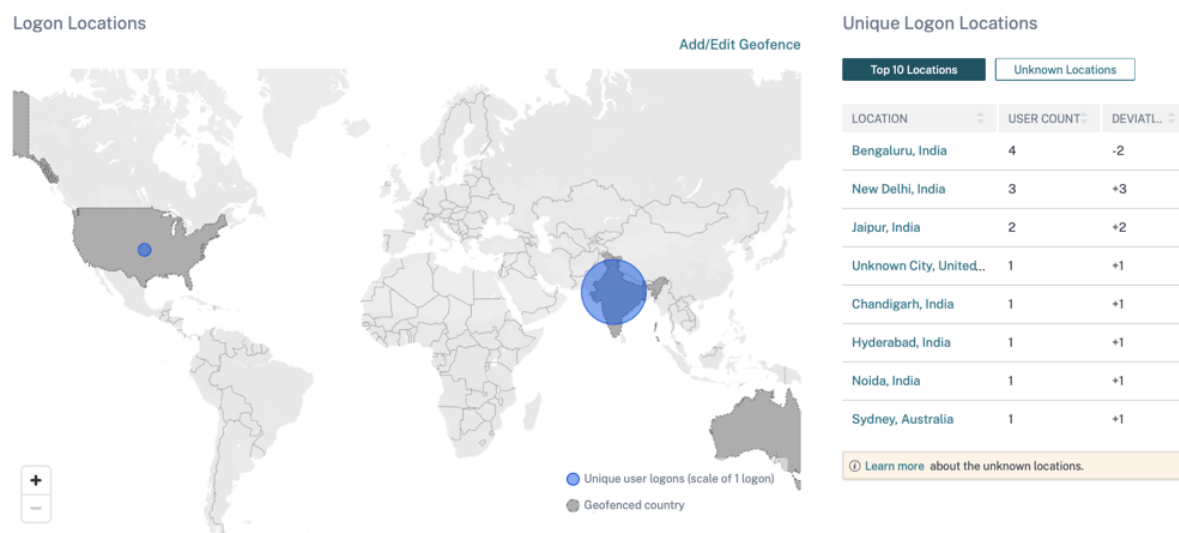 Logon Locations
Add/Edit Geofence
Unique user logons (scale of 1 logon)
Geofenced country
+
−
Unique Logon Locations
Top 10 Locations Unknown Locations
LOCATION USER COUNT DEVIATI...
Bengaluru, India 4 -2
New Delhi, India 3 +3
Jaipur, India 2 +2
Unknown City, United... 1 +1
Chandigarh, India 1 +1
Hyderabad, India 1 +1
Noida, India 1 +1
Sydney, Australia 1 +1
Learn more about the unknown locations.